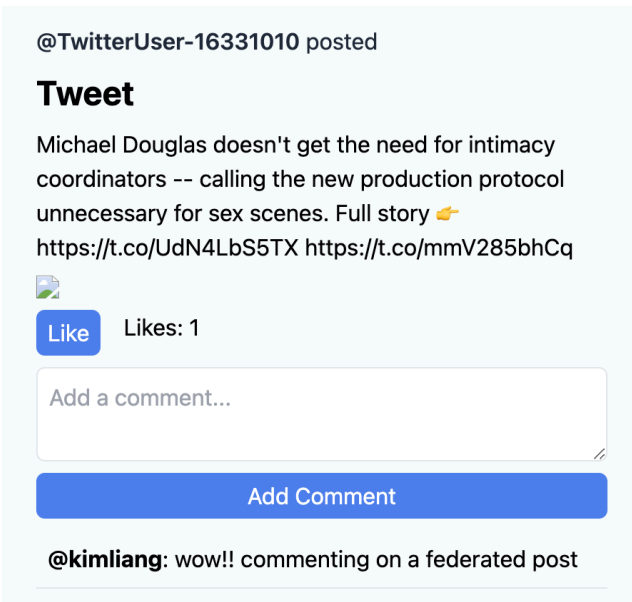 @TwitterUser-16331010 posted
Tweet
Michael Douglas doesn't get the need for intimacy
coordinators -- calling the new production protocol
unnecessary for sex scenes. Full story 👉
https://t.co/UdN4LbS5TX https://t.co/mmV285bhCq
Like Likes: 1
Add a comment...
Add Comment
@kimliang: wow!! commenting on a federated post